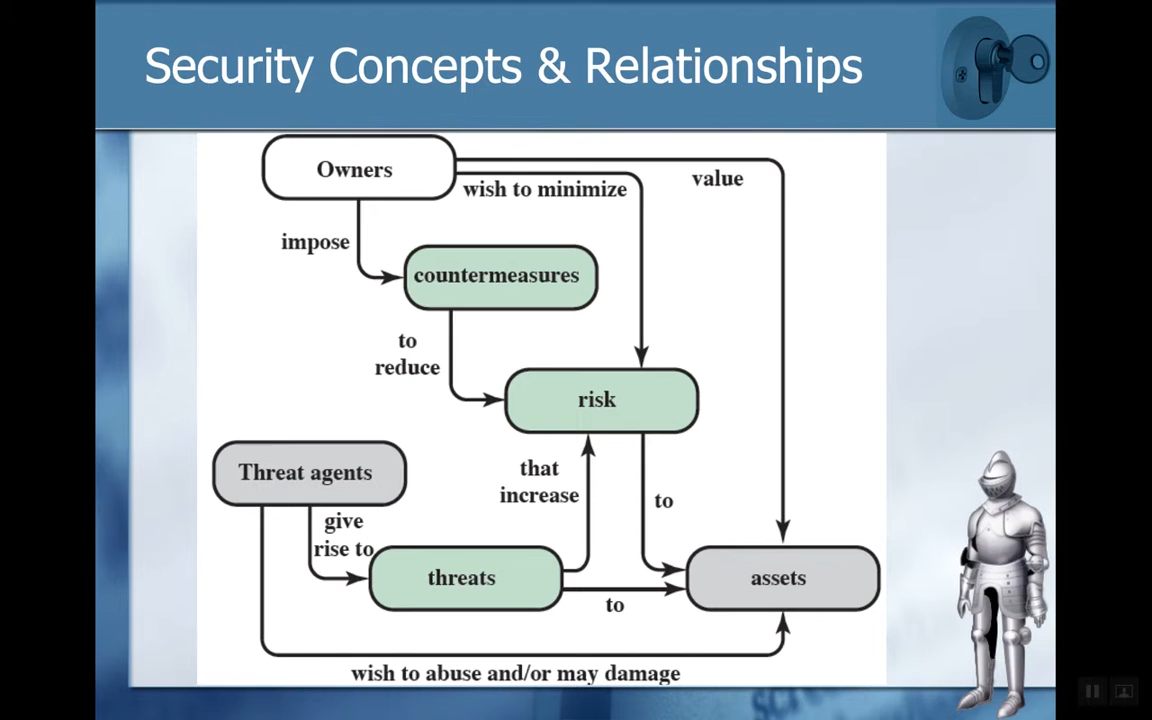 Security Concepts & Relationships
Owners
value
wish to minimize
impose
countermeasures
to
reduce
risk
Threat agents
that
increase
to
give
rise to
threats
assets
to
wish to abuse and/or may damage